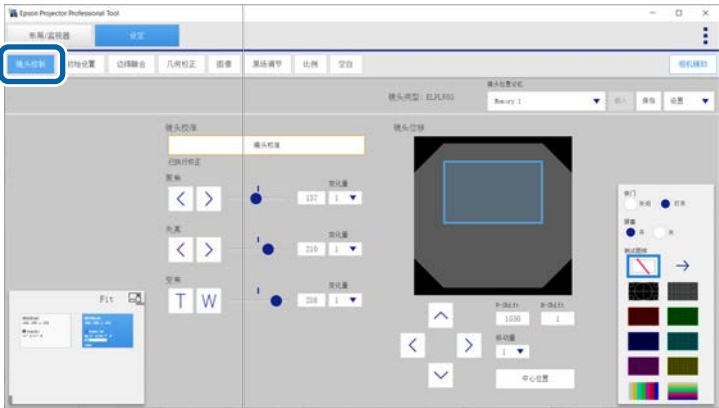 Epson Projector Professional Tool
布局/监视器
设定
镜头控制
初始设置
边缘融合
几何校正
图像
黑场调节
比例
空白
相机辅助
镜头位置记忆
镜头类型: ELPLX03
Memory 1
载入
保存
设置
镜头校准
镜头校准
已执行校正
聚焦
变化量
137
1
失真
变化量
210
1
变焦
T
W
变化量
258
1
镜头位移
V-Shift
H-Shift
1
移动量
1
中心位置
快门
关闭
打开
屏幕
开
关
测试图样
Fit